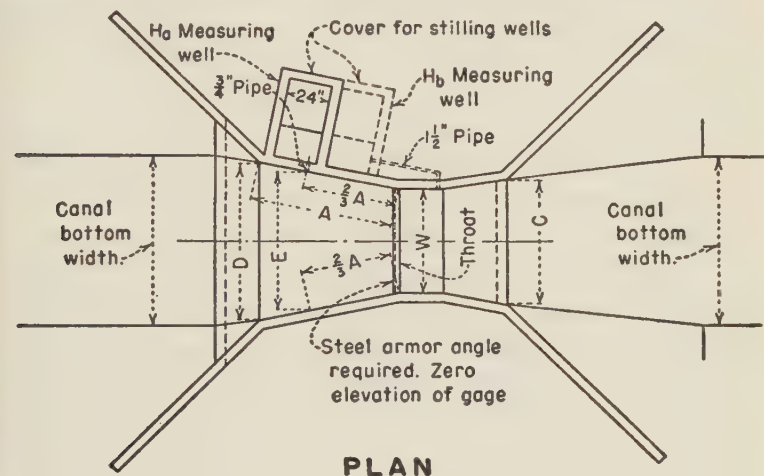 Ha Measuring
well
Cover for stilling wells
3/4" Pipe
24"
Hb Measuring
well
1 1/2" Pipe
2/3 A
A
Canal
bottom
width.
D
E
2/3 A
W
Throat
C
Canal
bottom
width
Steel armor angle
required. Zero
elevation of gage
PLAN